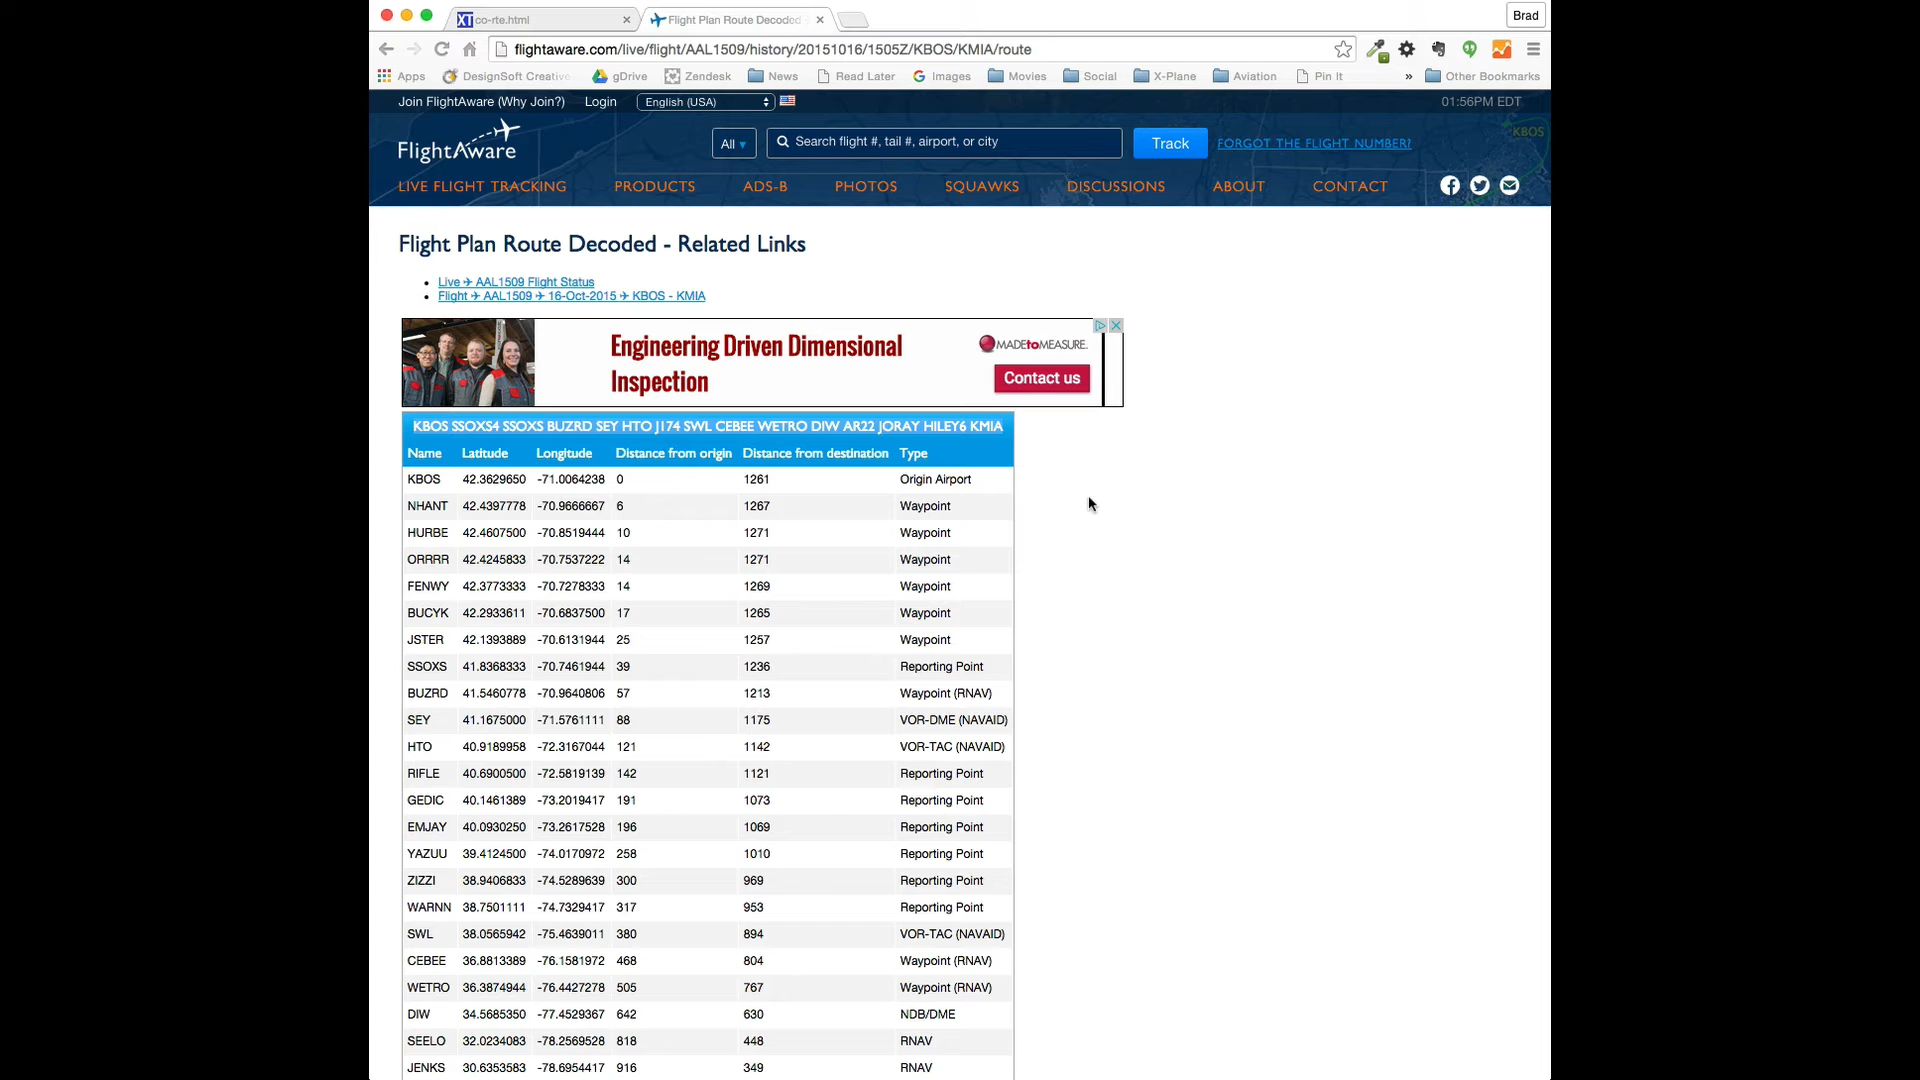 co-rte.html
Flight Plan Route Decoded
Brad
flightaware.com/live/flight/AAL1509/history/20151016/1505Z/KBOS/KMIA/route
Apps DesignSoft Creative gDrive Zendesk News Read Later Images Movies Social X-Plane Aviation Pin It » Other Bookmarks
Join FlightAware (Why Join?) Login English (USA) 01:56PM EDT
FlightAware All ▾ Search flight #, tail #, airport, or city Track FORGOT THE FLIGHT NUMBER? KBOS
LIVE FLIGHT TRACKING PRODUCTS ADS-B PHOTOS SQUAWKS DISCUSSIONS ABOUT CONTACT
Flight Plan Route Decoded - Related Links
• Live ✈ AAL1509 Flight Status
• Flight ✈ AAL1509 ✈ 16-Oct-2015 ✈ KBOS - KMIA
Engineering Driven Dimensional
Inspection
MADEtoMEASURE.
Contact us
KBOS SSOXS4 SSOXS BUZRD SEY HTO J174 SWL CEBEE WETRO DIW AR22 JORAY HILEY6 KMIA
Name Latitude Longitude Distance from origin Distance from destination Type
KBOS 42.3629650 -71.0064238 0 1261 Origin Airport
NHANT 42.4397778 -70.9666667 6 1267 Waypoint
HURBE 42.4607500 -70.8519444 10 1271 Waypoint
ORRRR 42.4245833 -70.7537222 14 1271 Waypoint
FENWY 42.3773333 -70.7278333 14 1269 Waypoint
BUCYK 42.2933611 -70.6837500 17 1265 Waypoint
JSTER 42.1393889 -70.6131944 25 1257 Waypoint
SSOXS 41.8368333 -70.7461944 39 1236 Reporting Point
BUZRD 41.5460778 -70.9640806 57 1213 Waypoint (RNAV)
SEY 41.1675000 -71.5761111 88 1175 VOR-DME (NAVAID)
HTO 40.9189958 -72.3167044 121 1142 VOR-TAC (NAVAID)
RIFLE 40.6900500 -72.5819139 142 1121 Reporting Point
GEDIC 40.1461389 -73.2019417 191 1073 Reporting Point
EMJAY 40.0930250 -73.2617528 196 1069 Reporting Point
YAZUU 39.4124500 -74.0170972 258 1010 Reporting Point
ZIZZI 38.9406833 -74.5289639 300 969 Reporting Point
WARNN 38.7501111 -74.7329417 317 953 Reporting Point
SWL 38.0565942 -75.4639011 380 894 VOR-TAC (NAVAID)
CEBEE 36.8813389 -76.1581972 468 804 Waypoint (RNAV)
WETRO 36.3874944 -76.4427278 505 767 Waypoint (RNAV)
DIW 34.5685350 -77.4529367 642 630 NDB/DME
SEELO 32.0234083 -78.2569528 818 448 RNAV
JENKS 30.6353583 -78.6954417 916 349 RNAV